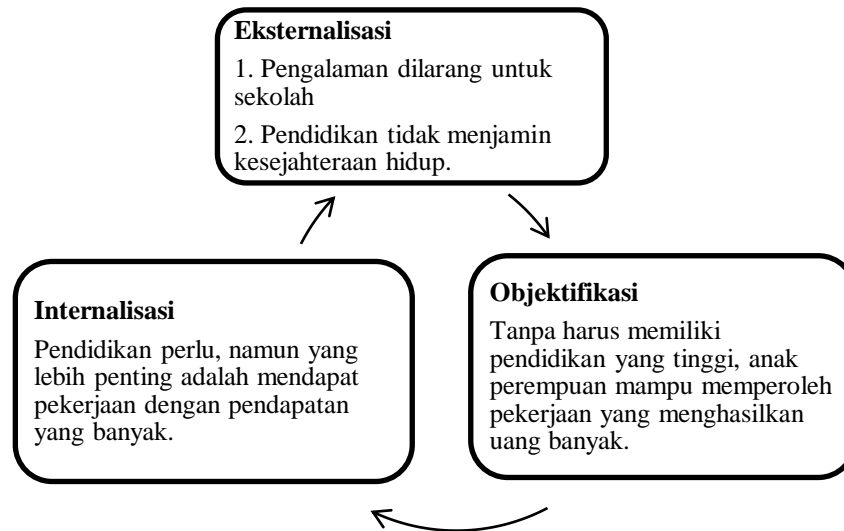 Eksternalisasi
1. Pengalaman dilarang untuk
sekolah
2. Pendidikan tidak menjamin
kesejahteraan hidup.
Internalisasi
Pendidikan perlu, namun yang
lebih penting adalah mendapat
pekerjaan dengan pendapatan
yang banyak.
Objektifikasi
Tanpa harus memiliki
pendidikan yang tinggi, anak
perempuan mampu memperoleh
pekerjaan yang menghasilkan
uang banyak.